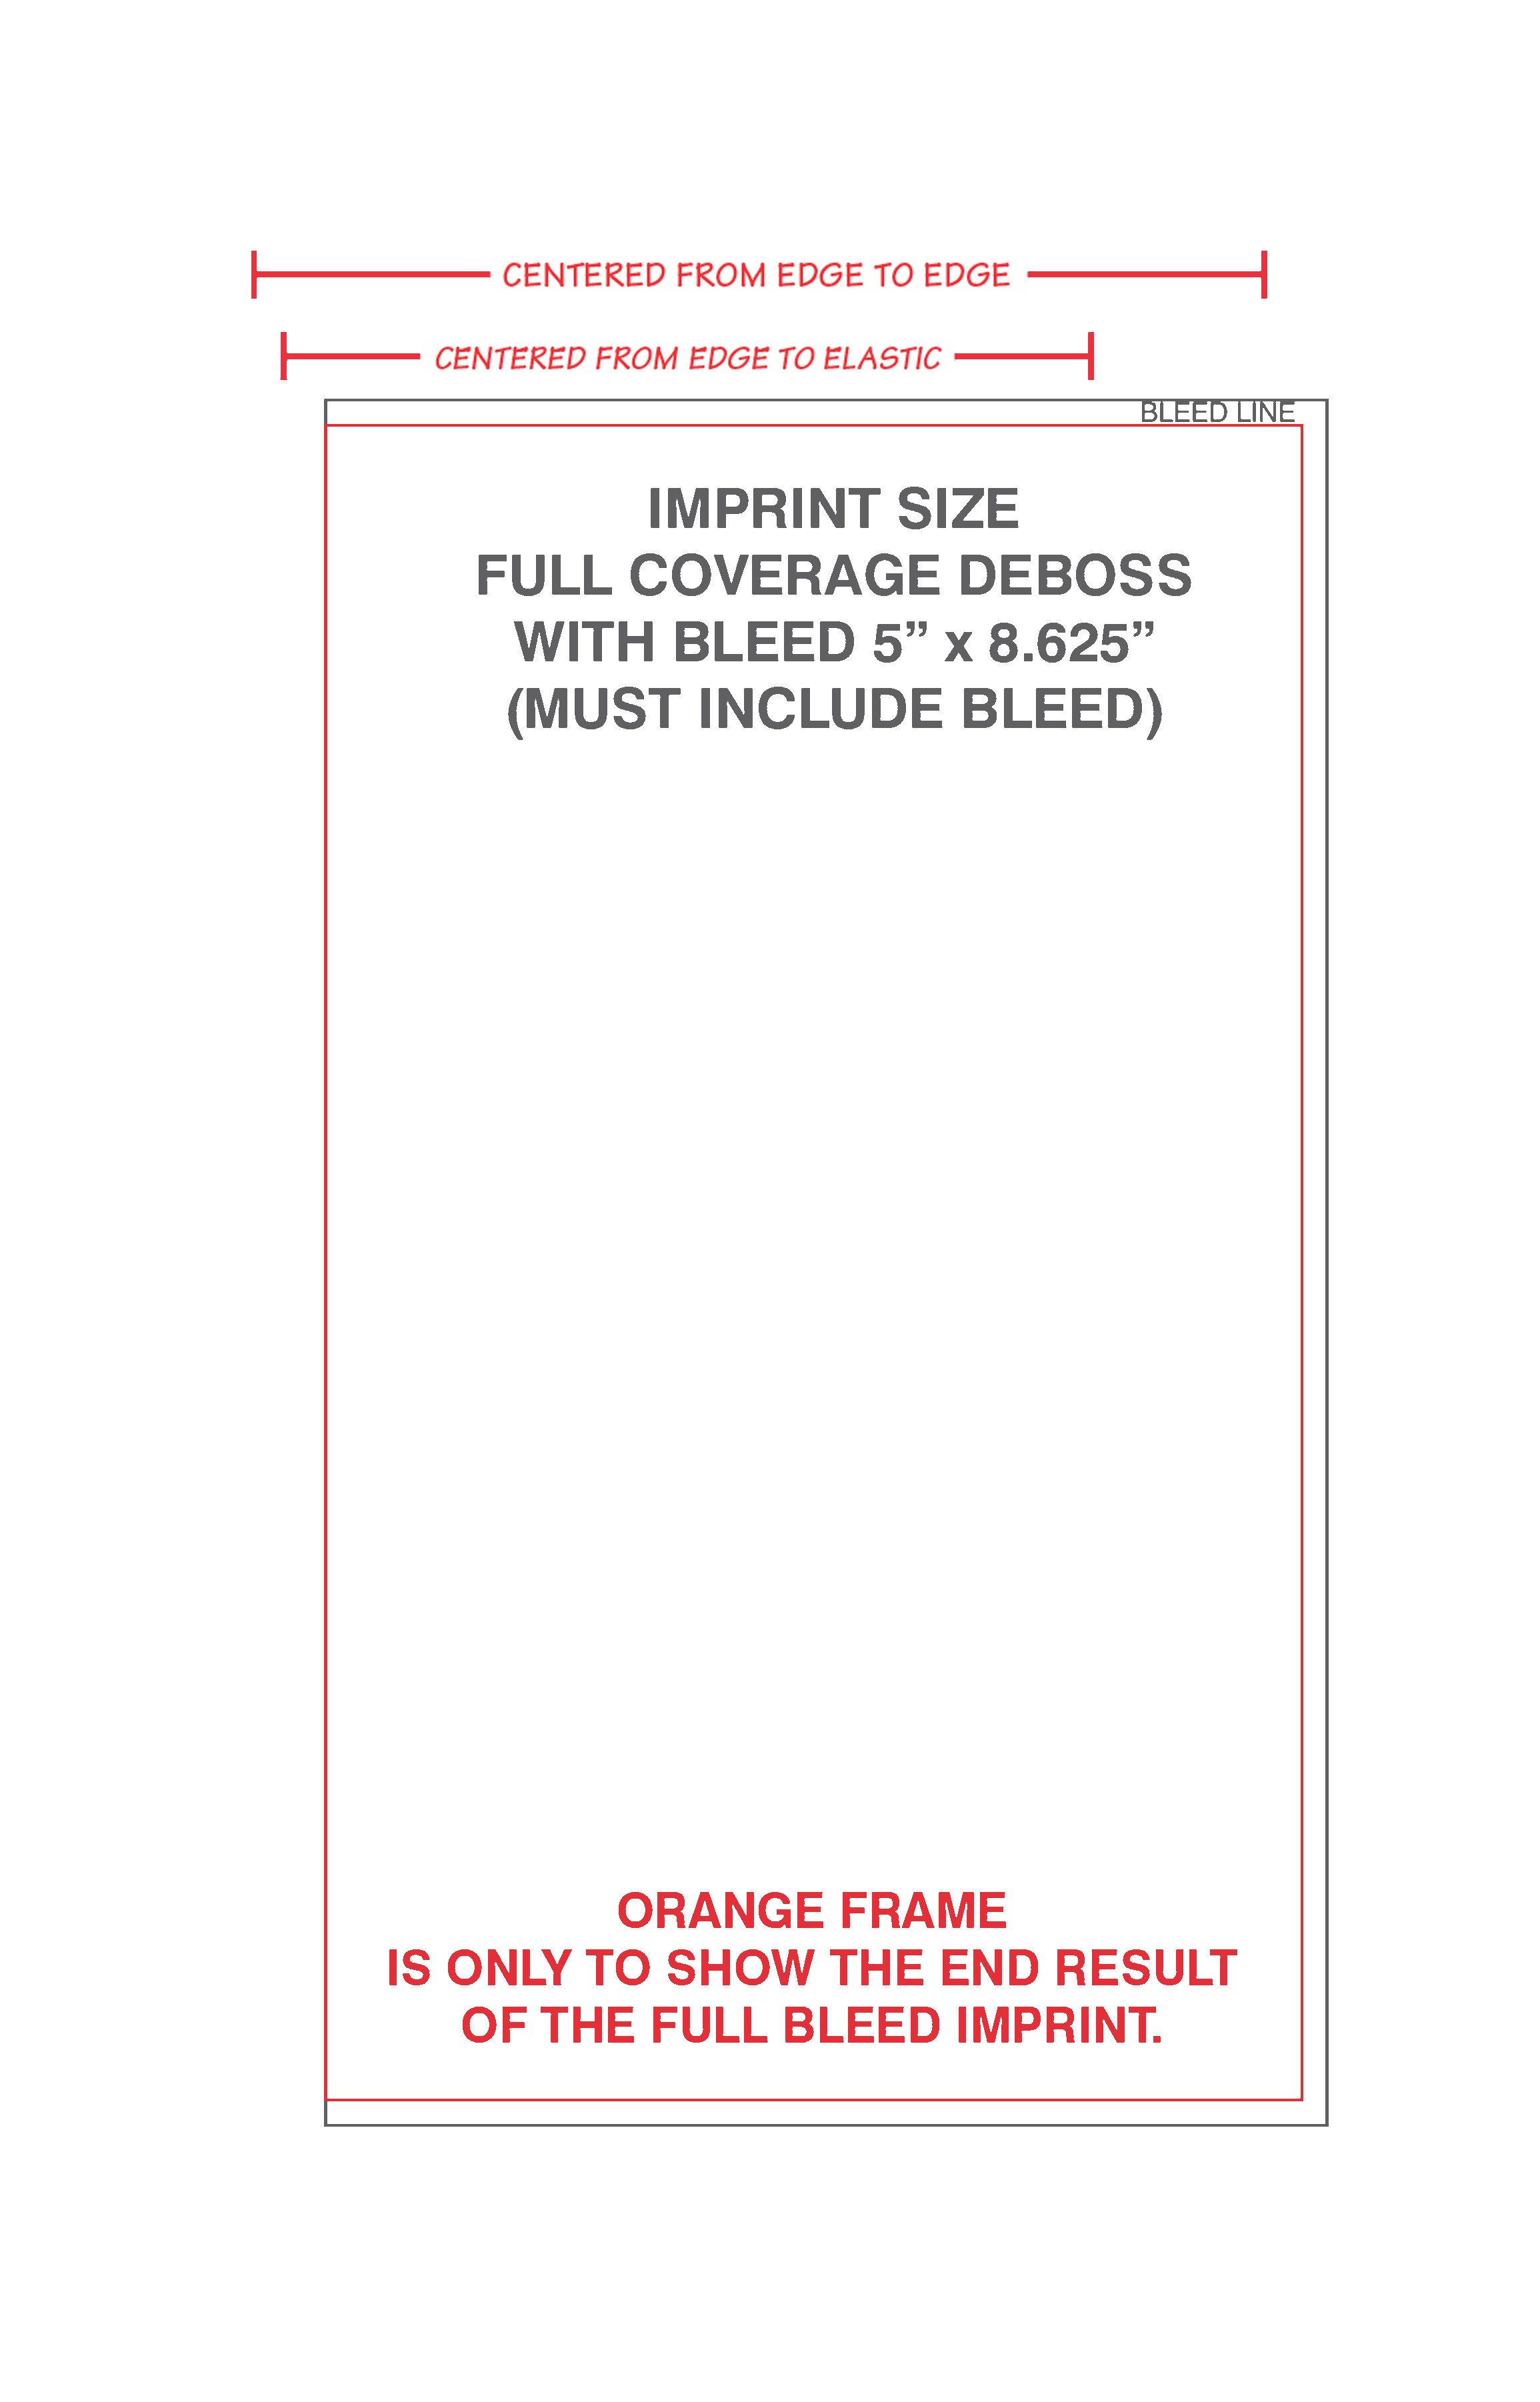 CENTERED FROM EDGE TO EDGE
CENTERED FROM EDGE TO ELASTIC
BLEED LINE
IMPRINT SIZE
FULL COVERAGE DEBOSS
WITH BLEED 5” x 8.625”
(MUST INCLUDE BLEED)
ORANGE FRAME
IS ONLY TO SHOW THE END RESULT
OF THE FULL BLEED IMPRINT.